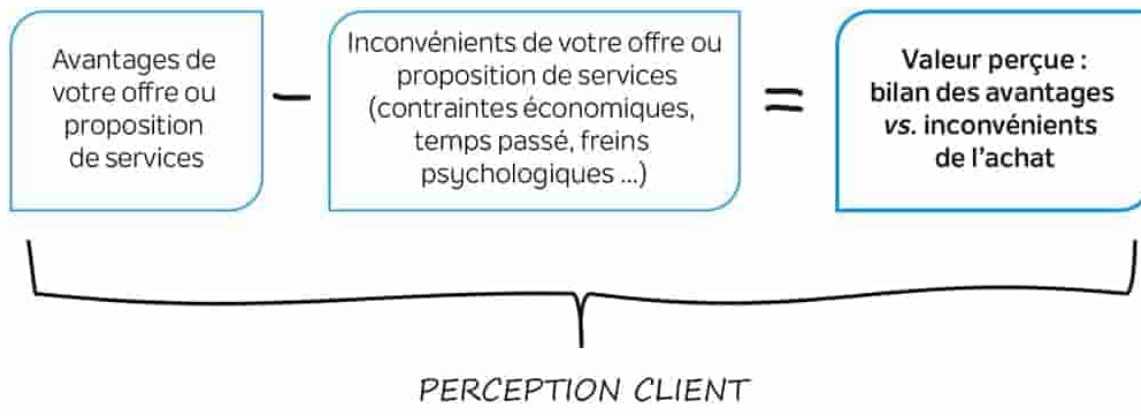 Avantages de
votre offre ou
proposition
de services
−
Inconvénients de votre offre ou
proposition de services
(contraintes économiques,
temps passé, freins
psychologiques ...)
=
Valeur perçue :
bilan des avantages
vs. inconvénients
de l'achat
PERCEPTION CLIENT